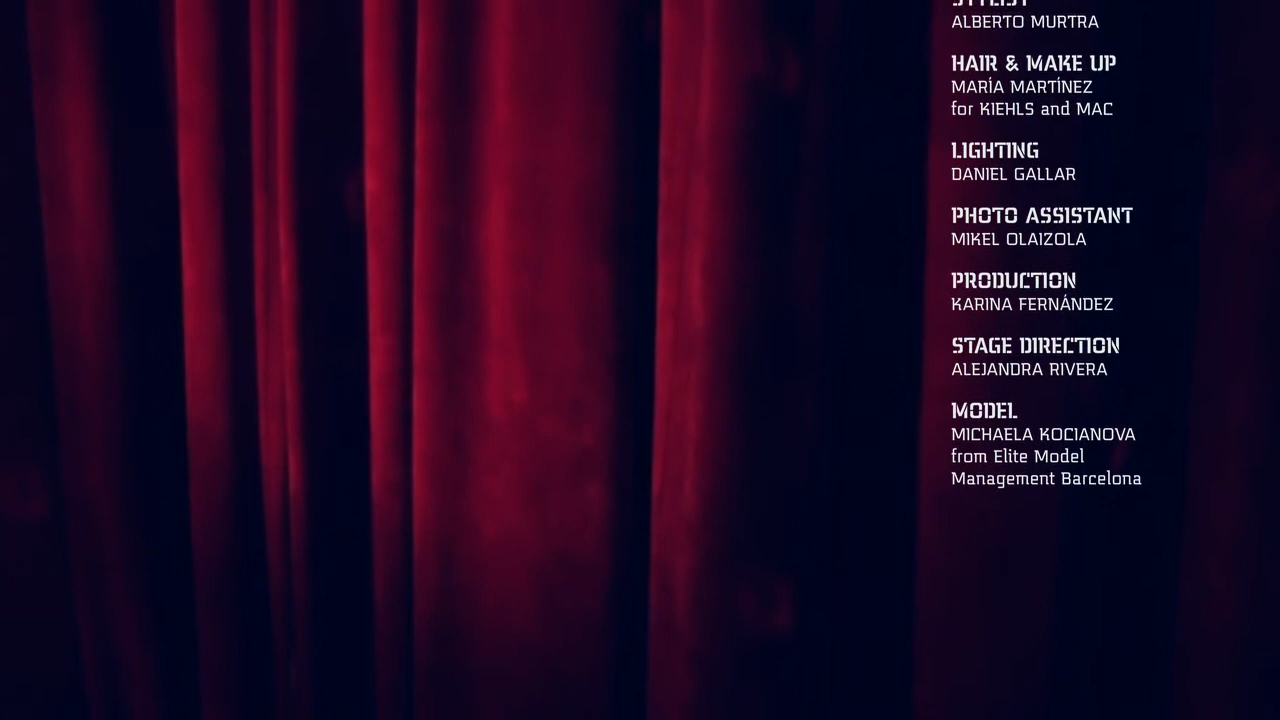 STYLIST
ALBERTO MURTRA
HAIR & MAKE UP
MARÍA MARTÍNEZ
for KIEHLS and MAC
LIGHTING
DANIEL GALLAR
PHOTO ASSISTANT
MIKEL OLAIZOLA
PRODUCTION
KARINA FERNÁNDEZ
STAGE DIRECTION
ALEJANDRA RIVERA
MODEL
MICHAELA KOCIANOVA
from Elite Model
Management Barcelona